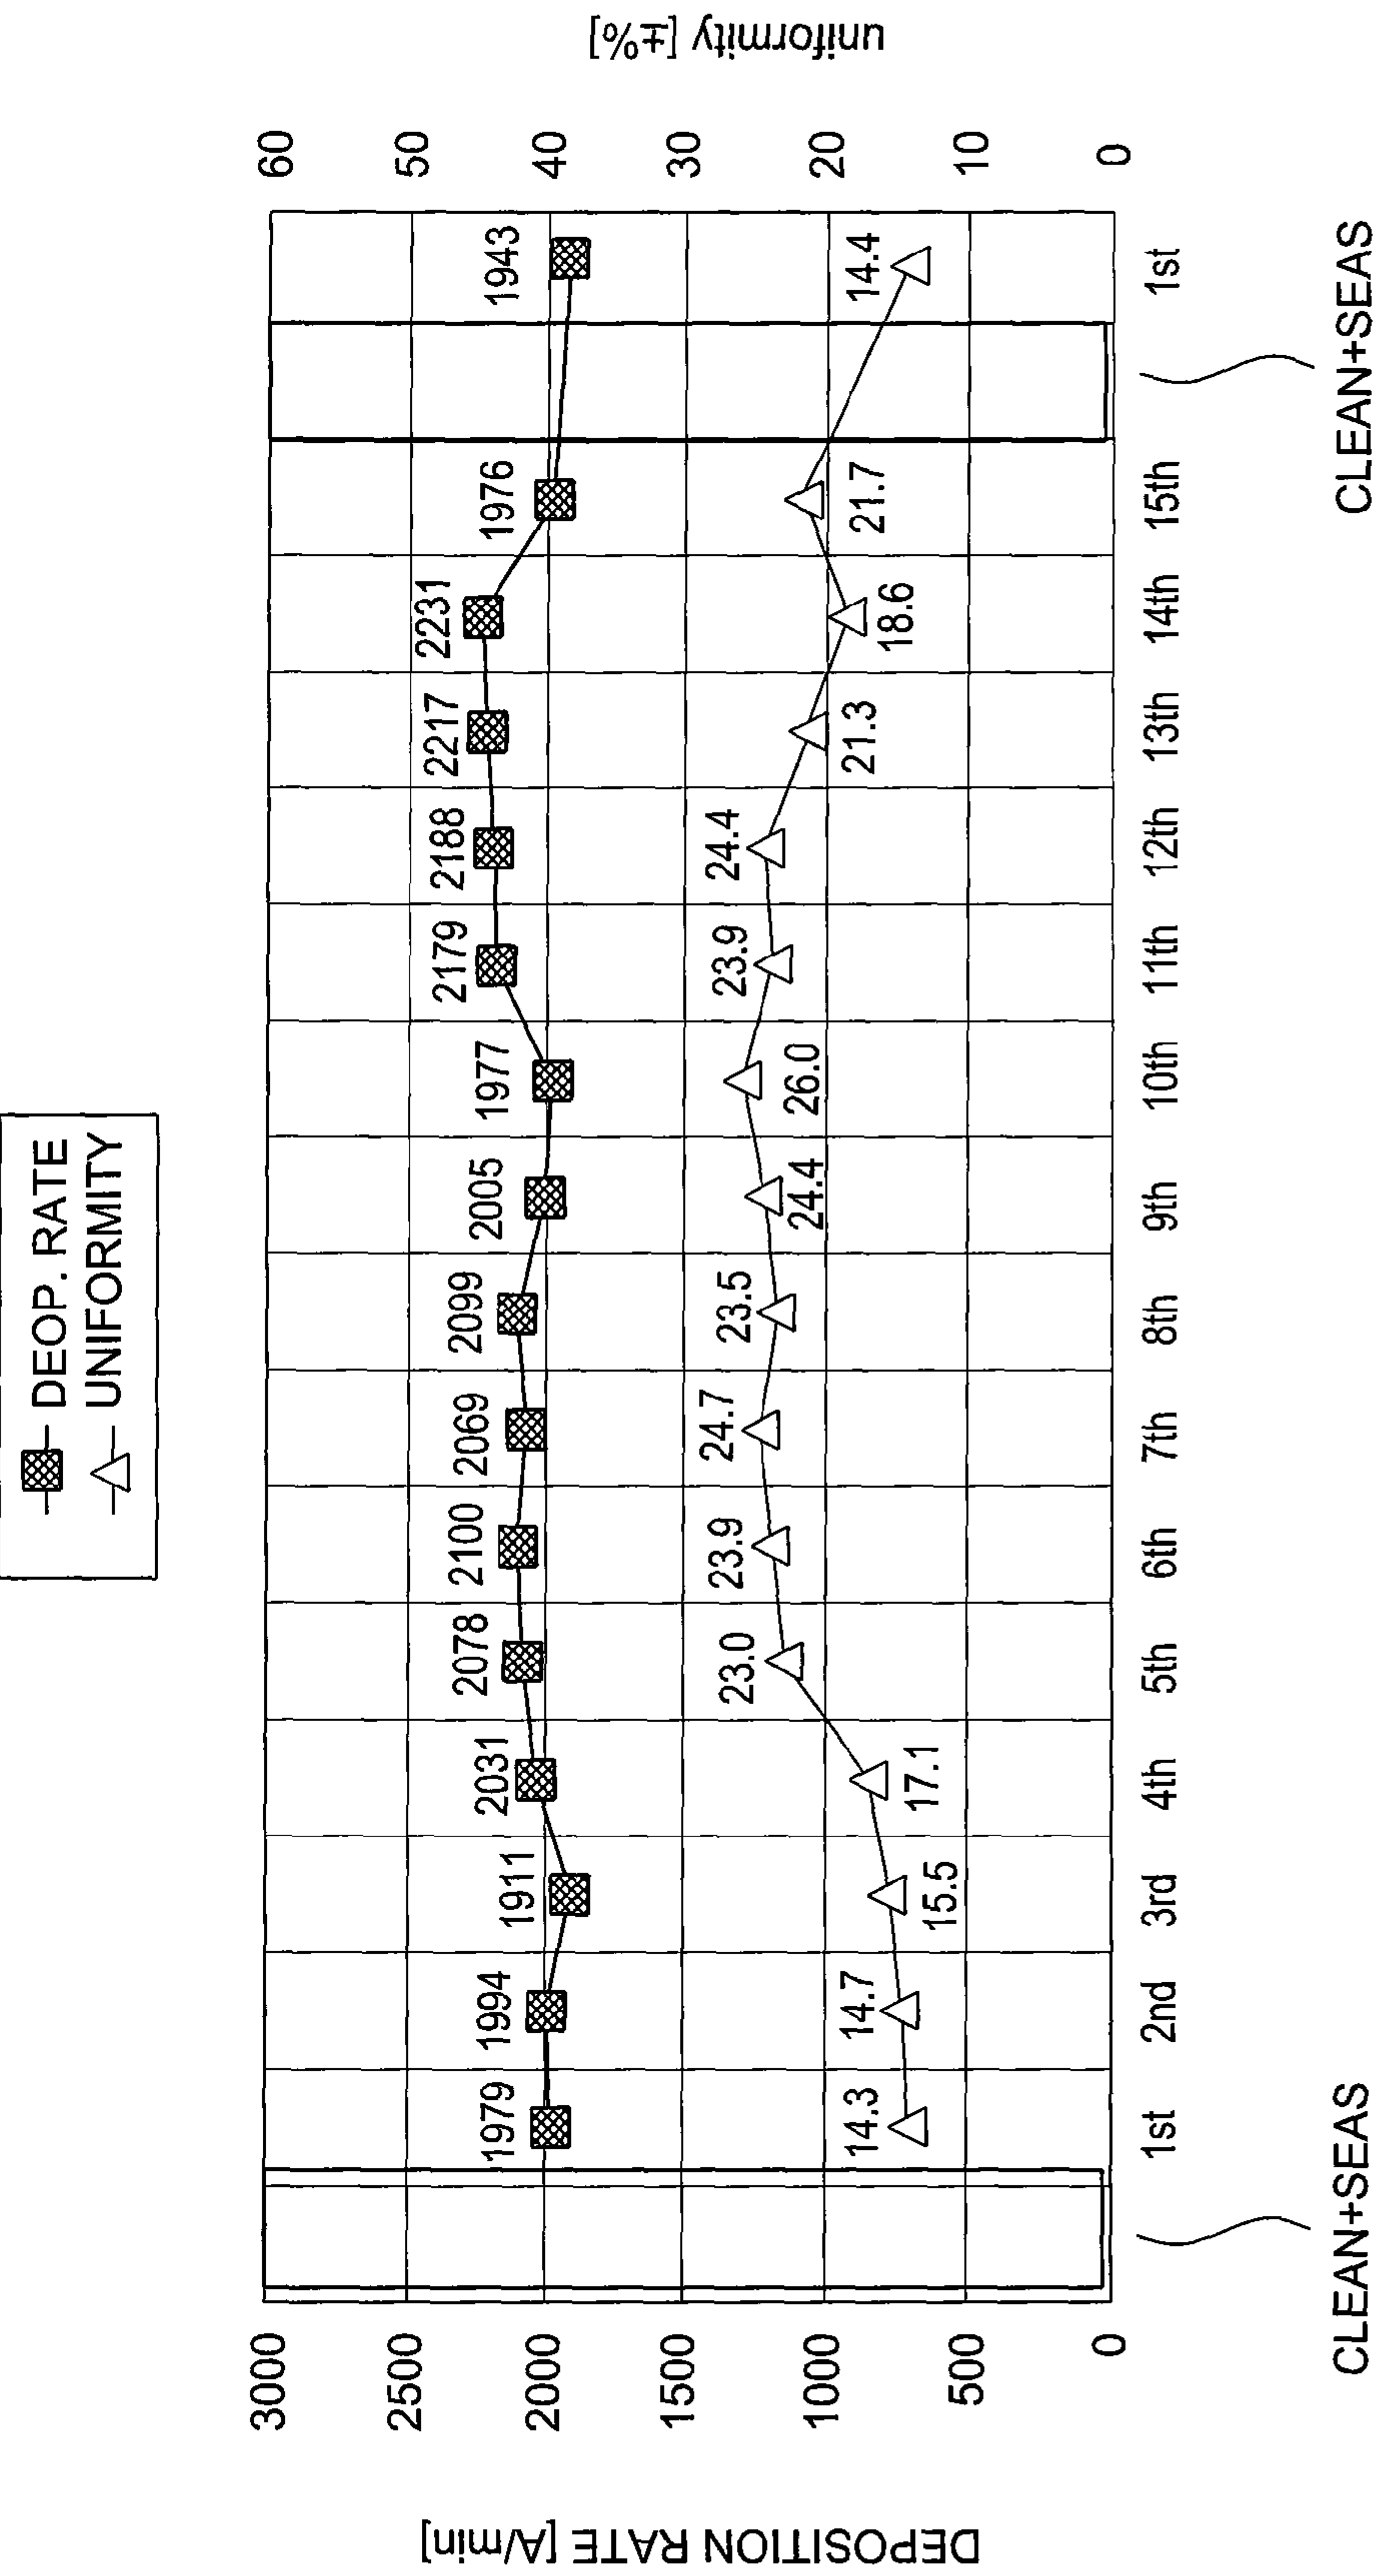 DEOP. RATE
UNIFORMITY
DEPOSITION RATE [A/min]
3000
2500
2000
1500
1000
500
0
1979 1994 1911 2031 2078 2100 2069 2099 2005 1977 2179 2188 2217 2231 1976 1943
14.3 14.7 15.5 17.1 23.0 23.9 24.7 23.5 24.4 26.0 23.9 24.4 21.3 18.6 21.7 14.4
1st 2nd 3rd 4th 5th 6th 7th 8th 9th 10th 11th 12th 13th 14th 15th 1st
60
50
40
30
20
10
0
uniformity [±%]
CLEAN+SEAS
CLEAN+SEAS